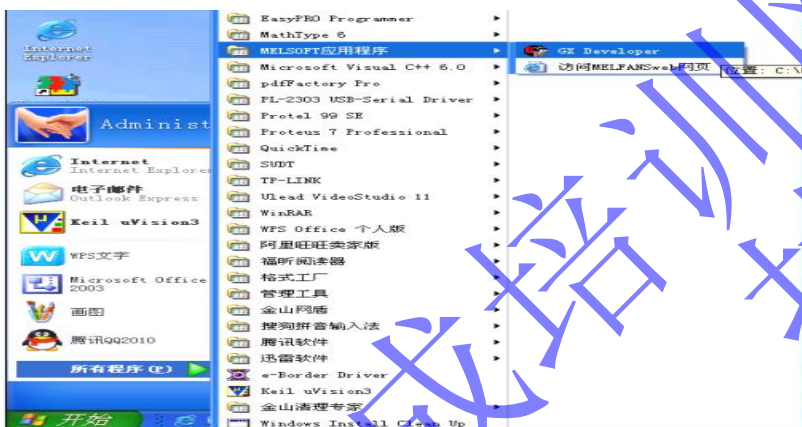 Internet
Explorer
Administ
Internet
Internet Explore
电子邮件
Outlook Express
Keil uVision3
WPS文字
Microsoft Office
2003
画图
腾讯QQ2010
所有程序(P)
开始
EasyPRO Programmer
MathType 6
MELSOFT应用程序
Microsoft Visual C++ 6.0
pdfFactory Pro
PL-2303 USB-Serial Driver
Protel 99 SE
Proteus 7 Professional
QuickTime
SUDT
TP-LINK
Ulead VideoStudio 11
WinRAR
WPS Office 个人版
阿里旺旺卖家版
福昕阅读器
格式工厂
管理工具
金山网盾
搜狗拼音输入法
腾讯软件
迅雷软件
e-Border Driver
Keil uVision3
金山清理专家
Windows Install Clean Up
GX Developer
访问MELFANSweb网页
位置: C:\
培训